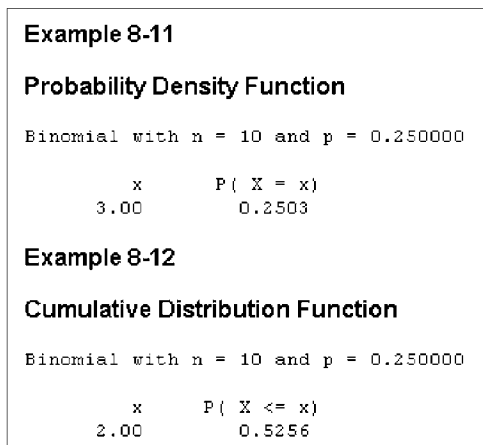 Example 8-11
Probability Density Function
Binomial with n = 10 and p = 0.250000
x P( X = x)
3.00 0.2503
Example 8-12
Cumulative Distribution Function
Binomial with n = 10 and p = 0.250000
x P( X <= x)
2.00 0.5256